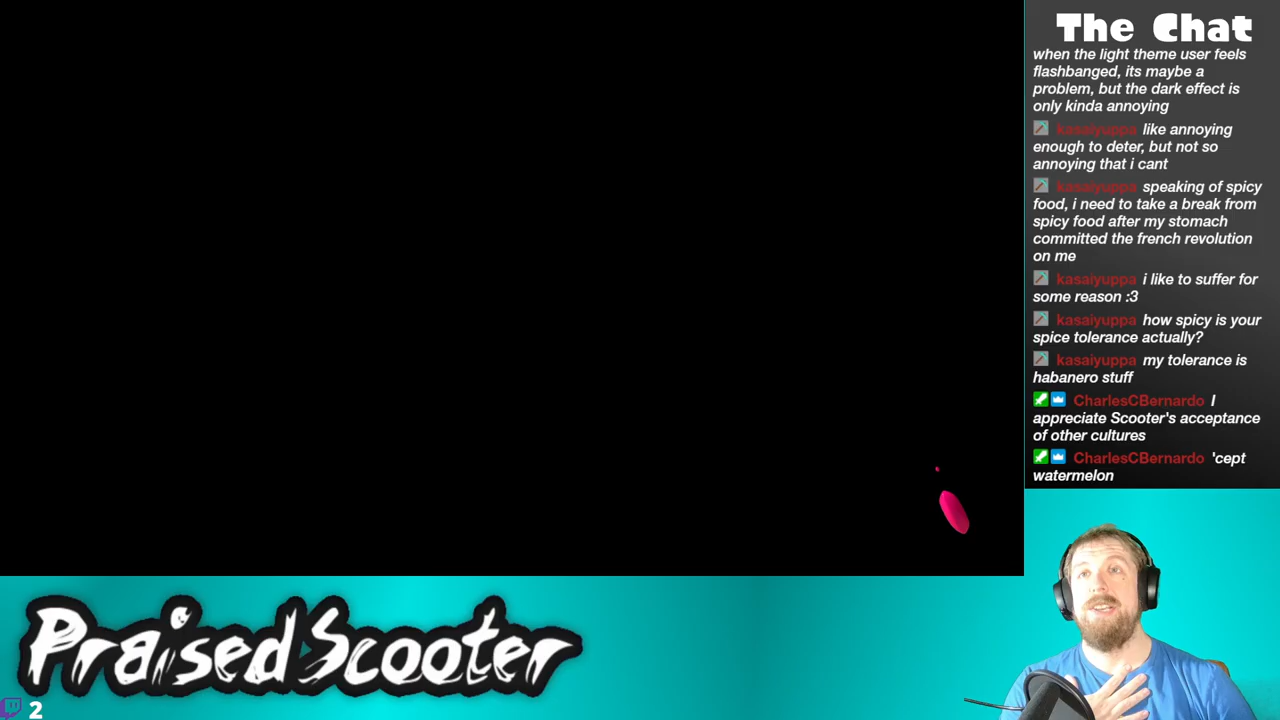 The Chat
when the light theme user feels
flashbanged, its maybe a
problem, but the dark effect is
only kinda annoying
kasaiyuppa like annoying
enough to deter, but not so
annoying that i cant
kasaiyuppa speaking of spicy
food, i need to take a break from
spicy food after my stomach
committed the french revolution
on me
kasaiyuppa i like to suffer for
some reason :3
kasaiyuppa how spicy is your
spice tolerance actually?
kasaiyuppa my tolerance is
habanero stuff
CharlesCBernardo I
appreciate Scooter's acceptance
of other cultures
CharlesCBernardo 'cept
watermelon
PraisedScooter
2